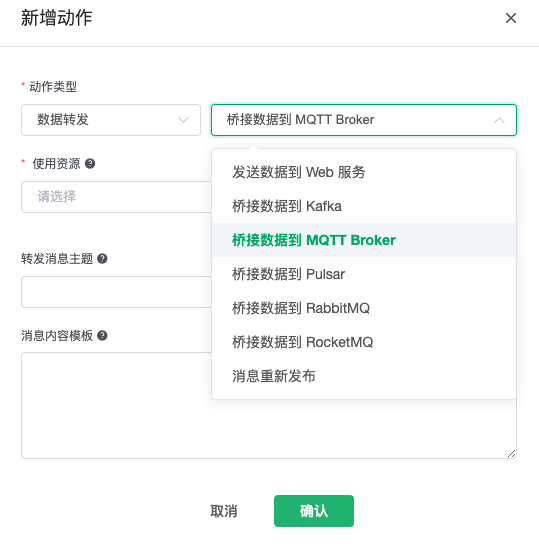 新增动作
* 动作类型
数据转发
桥接数据到 MQTT Broker
* 使用资源
请选择
发送数据到 Web 服务
桥接数据到 Kafka
桥接数据到 MQTT Broker
桥接数据到 Pulsar
桥接数据到 RabbitMQ
桥接数据到 RocketMQ
消息重新发布
转发消息主题
消息内容模板
取消
确认